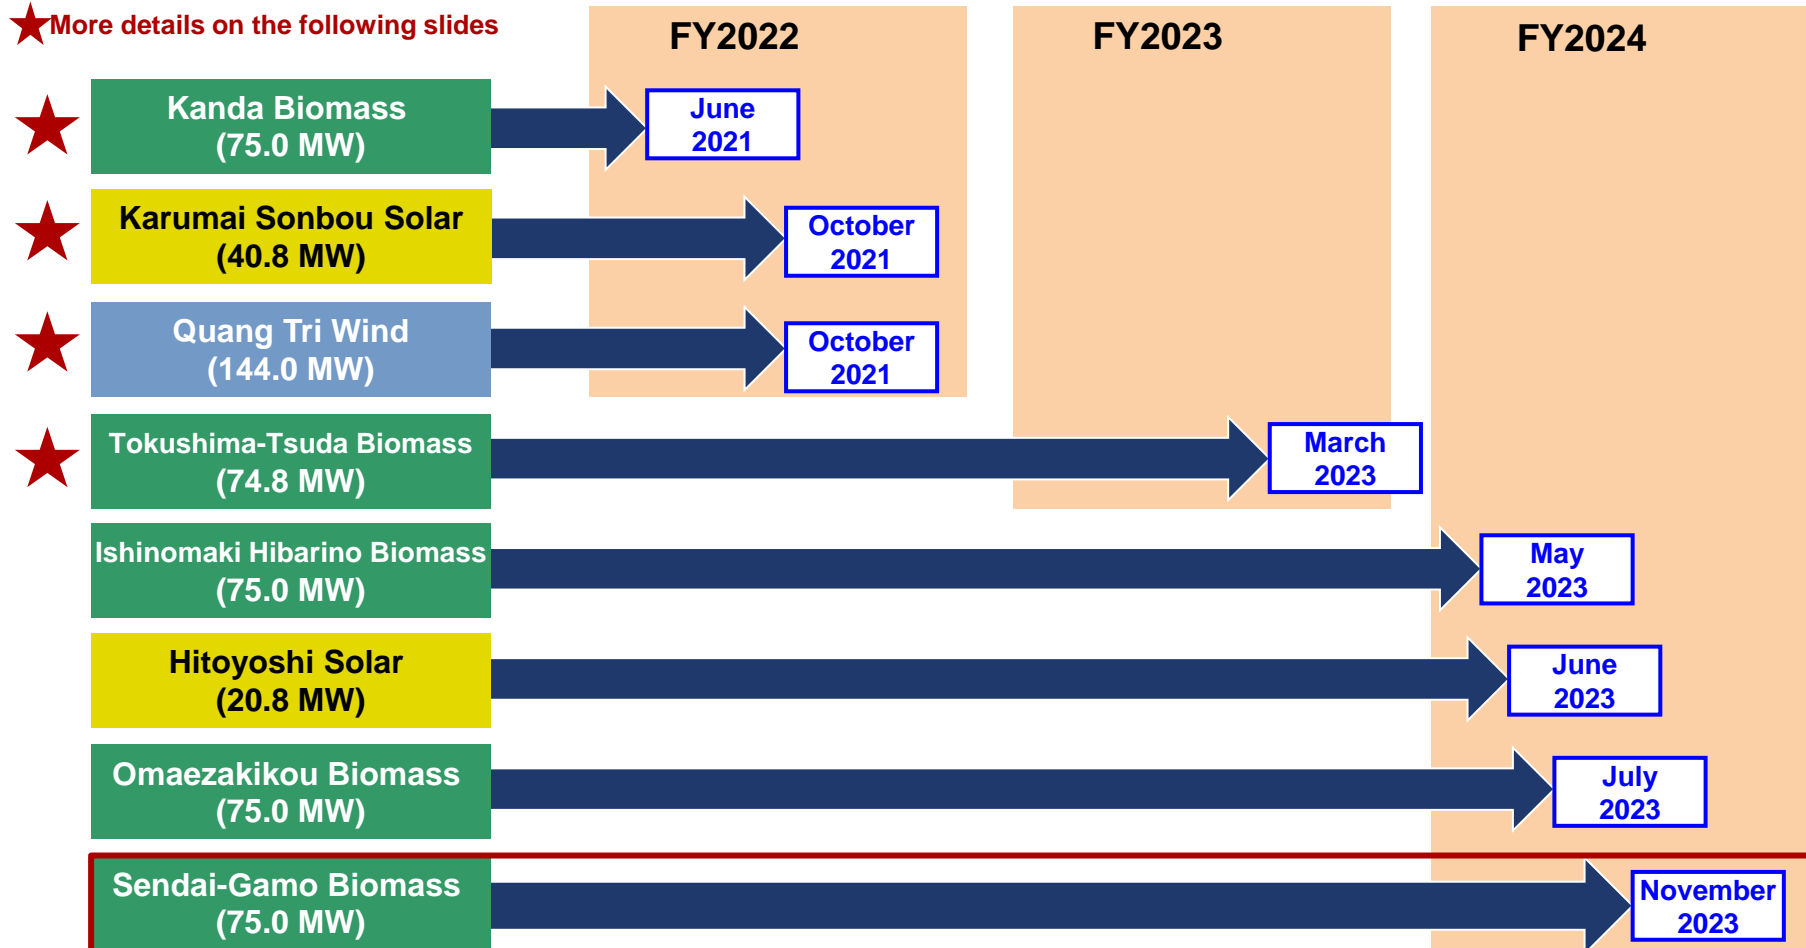 More details on the following slides
FY2022
FY2023
FY2024
Kanda Biomass
(75.0 MW)
June
2021
Karumai Sonbou Solar
(40.8 MW)
October
2021
Quang Tri Wind
(144.0 MW)
October
2021
Tokushima-Tsuda Biomass
(74.8 MW)
March
2023
Ishinomaki Hibarino Biomass
(75.0 MW)
May
2023
Hitoyoshi Solar
(20.8 MW)
June
2023
Omaezakikou Biomass
(75.0 MW)
July
2023
Sendai-Gamo Biomass
(75.0 MW)
November
2023